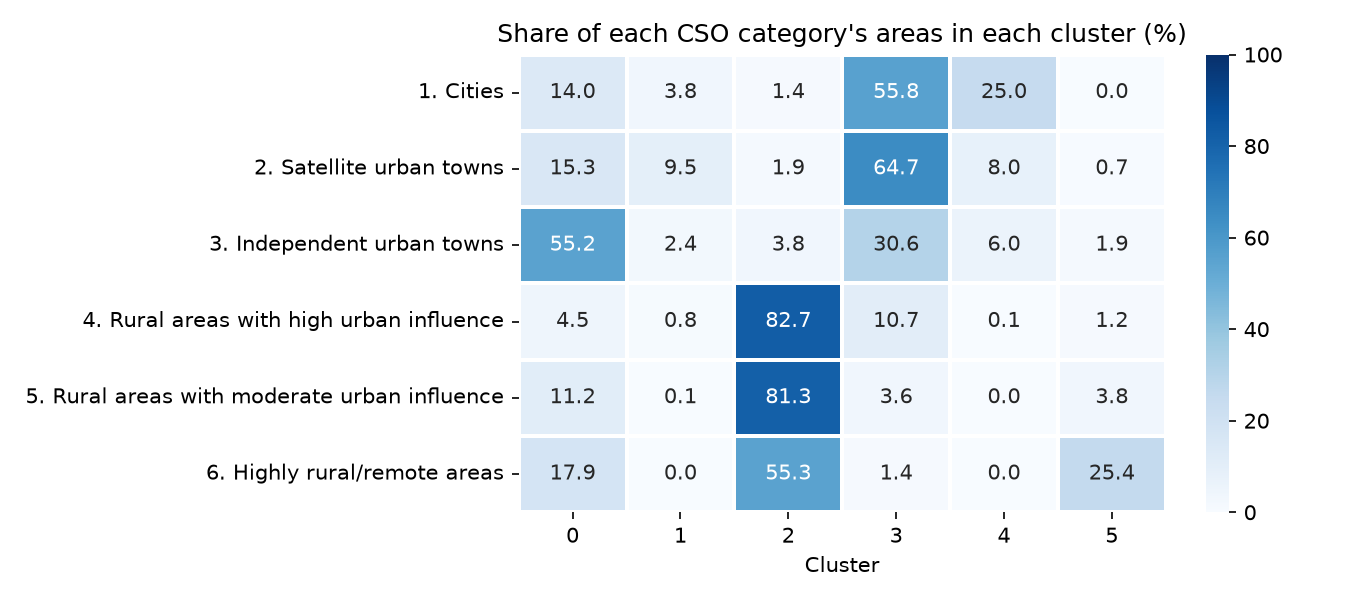 Share of each CSO category's areas in each cluster (%)
1. Cities 14.0 3.8 1.4 55.8 25.0 0.0
2. Satellite urban towns 15.3 9.5 1.9 64.7 8.0 0.7
3. Independent urban towns 55.2 2.4 3.8 30.6 6.0 1.9
4. Rural areas with high urban influence 4.5 0.8 82.7 10.7 0.1 1.2
5. Rural areas with moderate urban influence 11.2 0.1 81.3 3.6 0.0 3.8
6. Highly rural/remote areas 17.9 0.0 55.3 1.4 0.0 25.4
0 1 2 3 4 5
Cluster
100
80
60
40
20
0